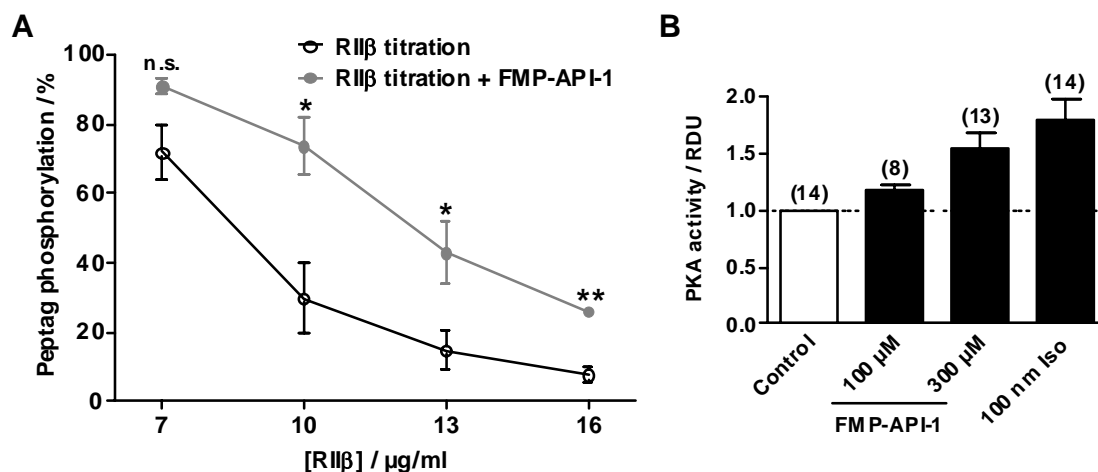 A
RIIβ titration
RIIβ titration + FMP-API-1
n.s.
*
*
**
100
80
60
40
20
0
Peptag phosphorylation / %
7 10 13 16
[RIIβ] / µg/ml
B
(14)
(8)
(13)
(14)
2.0
1.5
1.0
0.5
0.0
PKA activity / RDU
Control
100 µM
300 µM
100 nm Iso
FMP-API-1